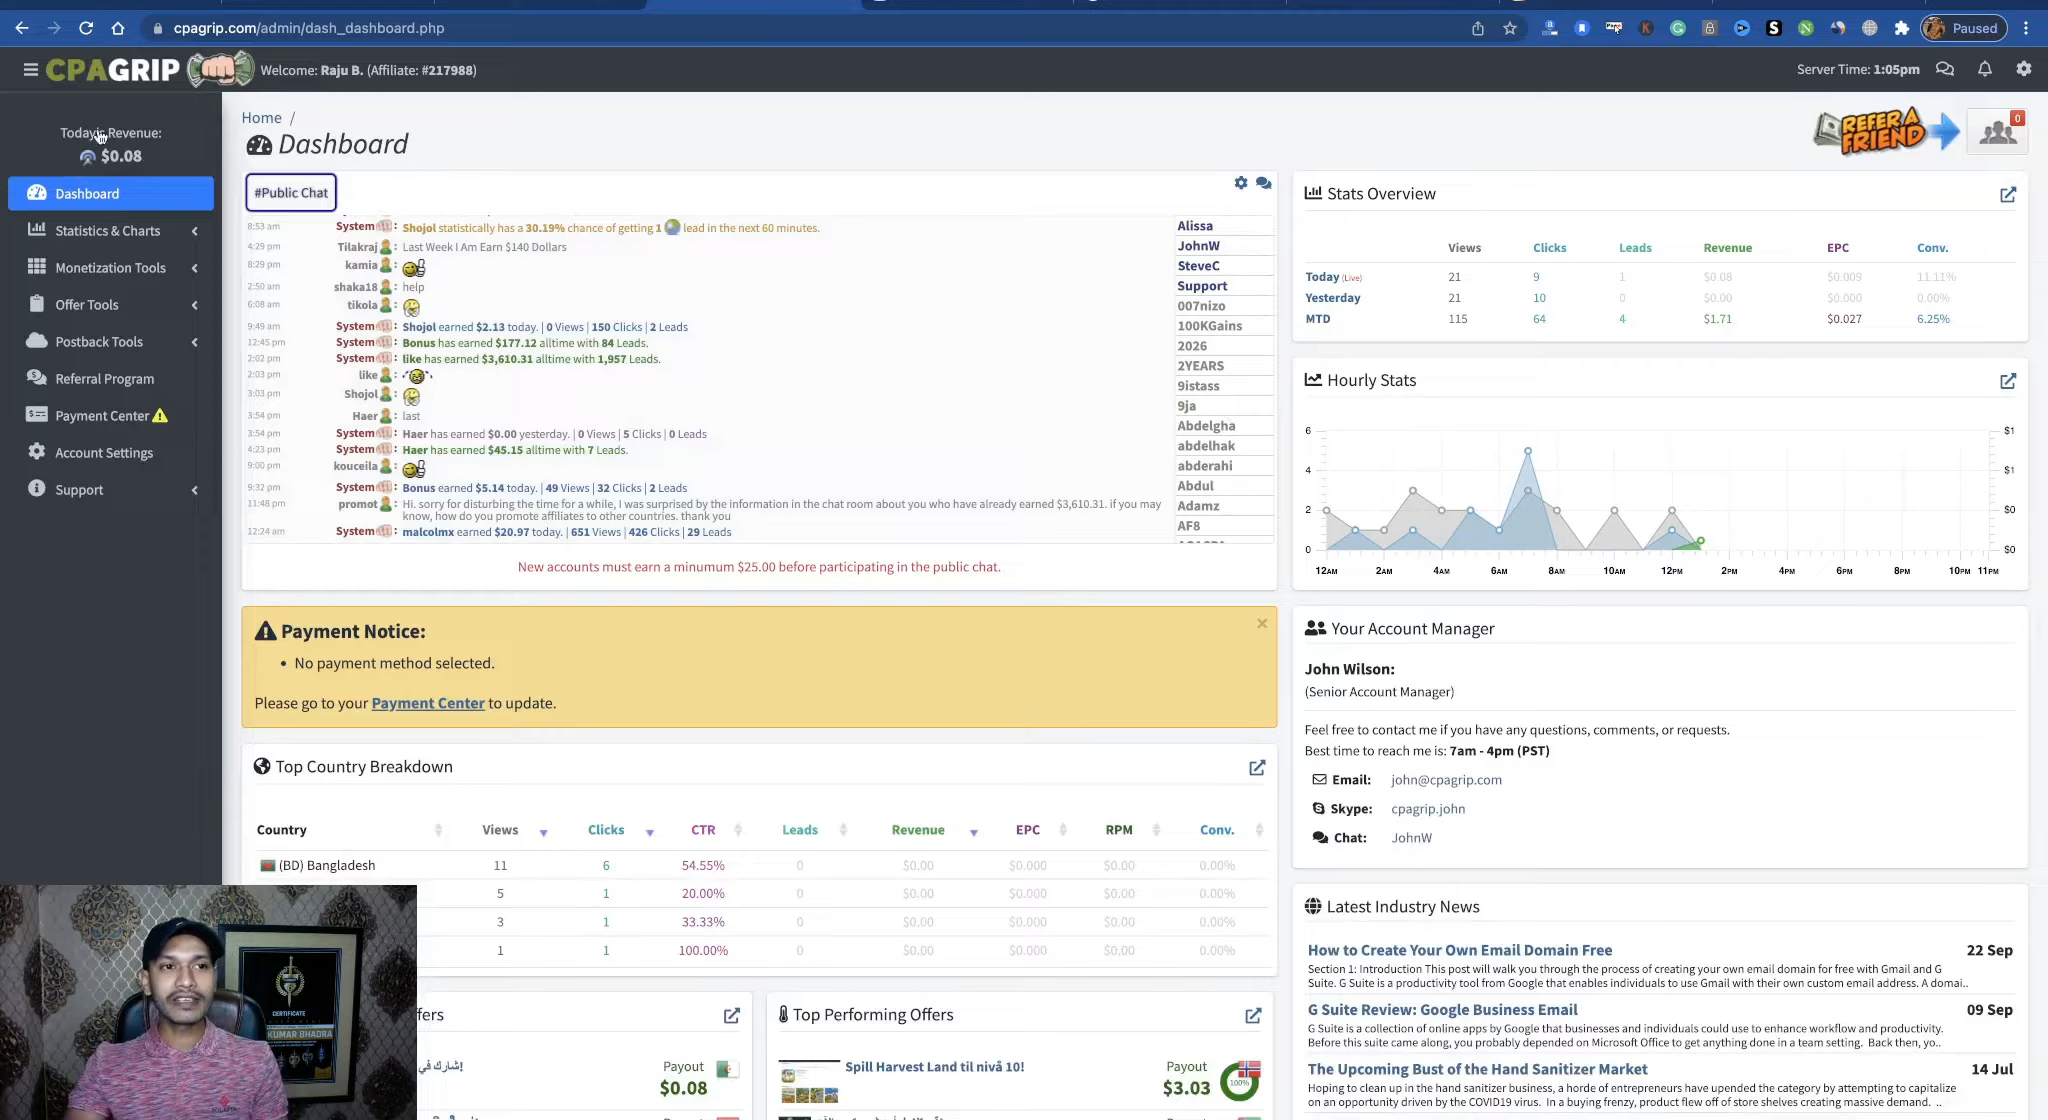 cpagrip.com/admin/dash_dashboard.php
Paused
CPAGRIP
Welcome: Raju B. (Affiliate: #217988)
Server Time: 1:05pm
Today's Revenue:
$0.08
Dashboard
Statistics & Charts
Monetization Tools
Offer Tools
Postback Tools
Referral Program
Payment Center
Account Settings
Support
Home /
Dashboard
REFER A FRIEND
0
#Public Chat
8:53 am System : Shojol statistically has a 30.19% chance of getting 1 lead in the next 60 minutes.
4:29 pm Tilakraj : Last Week I Am Earn $140 Dollars
8:29 pm kamia :
2:50 am shaka18 : help
6:08 am tikola :
9:49 am System : Shojol earned $2.13 today. | 0 Views | 150 Clicks | 2 Leads
12:45 pm System : Bonus has earned $177.12 alltime with 84 Leads.
2:02 pm System : like has earned $3,610.31 alltime with 1,957 Leads.
2:03 pm like :
3:03 pm Shojol :
3:54 pm Haer : last
3:54 pm System : Haer has earned $0.00 yesterday. | 0 Views | 5 Clicks | 0 Leads
4:23 pm System : Haer has earned $45.15 alltime with 7 Leads.
9:00 pm kouceila :
9:32 pm System : Bonus earned $5.14 today. | 49 Views | 32 Clicks | 2 Leads
11:48 pm promot : Hi. sorry for disturbing the time for a while, I was surprised by the information in the chat room about you who have already earned $3,610.31. if you may
know, how do you promote affiliates to other countries. thank you
12:24 am System : malcolmx earned $20.97 today. | 651 Views | 426 Clicks | 29 Leads
Alissa
JohnW
SteveC
Support
007nizo
100KGains
2026
2YEARS
9istass
9ja
Abdelgha
abdelhak
abderahi
Abdul
Adamz
AF8
New accounts must earn a minumum $25.00 before participating in the public chat.
Stats Overview
Views Clicks Leads Revenue EPC Conv.
Today (Live) 21 9 1 $0.08 $0.009 11.11%
Yesterday 21 10 0 $0.00 $0.000 0.00%
MTD 115 64 4 $1.71 $0.027 6.25%
Hourly Stats
6 $1
4 $1
2 $0
0 $0
12AM 2AM 4AM 6AM 8AM 10AM 12PM 2PM 4PM 6PM 8PM 10PM 11PM
Payment Notice:
• No payment method selected.
Please go to your Payment Center to update.
Your Account Manager
John Wilson:
(Senior Account Manager)
Feel free to contact me if you have any questions, comments, or requests.
Best time to reach me is: 7am - 4pm (PST)
Email: john@cpagrip.com
Skype: cpagrip.john
Chat: JohnW
Top Country Breakdown
Country Views Clicks CTR Leads Revenue EPC RPM Conv.
(BD) Bangladesh 11 6 54.55% 0 $0.00 $0.000 $0.00 0.00%
5 1 20.00% 0 $0.00 $0.000 $0.00 0.00%
3 1 33.33% 0 $0.00 $0.000 $0.00 0.00%
1 1 100.00% 0 $0.00 $0.000 $0.00 0.00%
CERTIFICATE
KUMAR BHADRA
fers
شارك في!
Payout
$0.08
Top Performing Offers
Spill Harvest Land til nivå 10!
Payout
$3.03
100%
Latest Industry News
How to Create Your Own Email Domain Free 22 Sep
Section 1: Introduction This post will walk you through the process of creating your own email domain for free with Gmail and G
Suite. G Suite is a productivity tool from Google that enables individuals to use Gmail with their own custom email address. A domai..
G Suite Review: Google Business Email 09 Sep
G Suite is a collection of online apps by Google that businesses and individuals could use to enhance workflow and productivity.
Before this suite came along, you probably depended on Microsoft Office to get anything done in a team setting. Back then, yo..
The Upcoming Bust of the Hand Sanitizer Market 14 Jul
Hoping to clean up in the hand sanitizer business, a horde of entrepreneurs have upended the category by attempting to capitalize
on an opportunity driven by the COVID19 virus. In a buying frenzy, product flew off of store shelves creating massive demand. ..